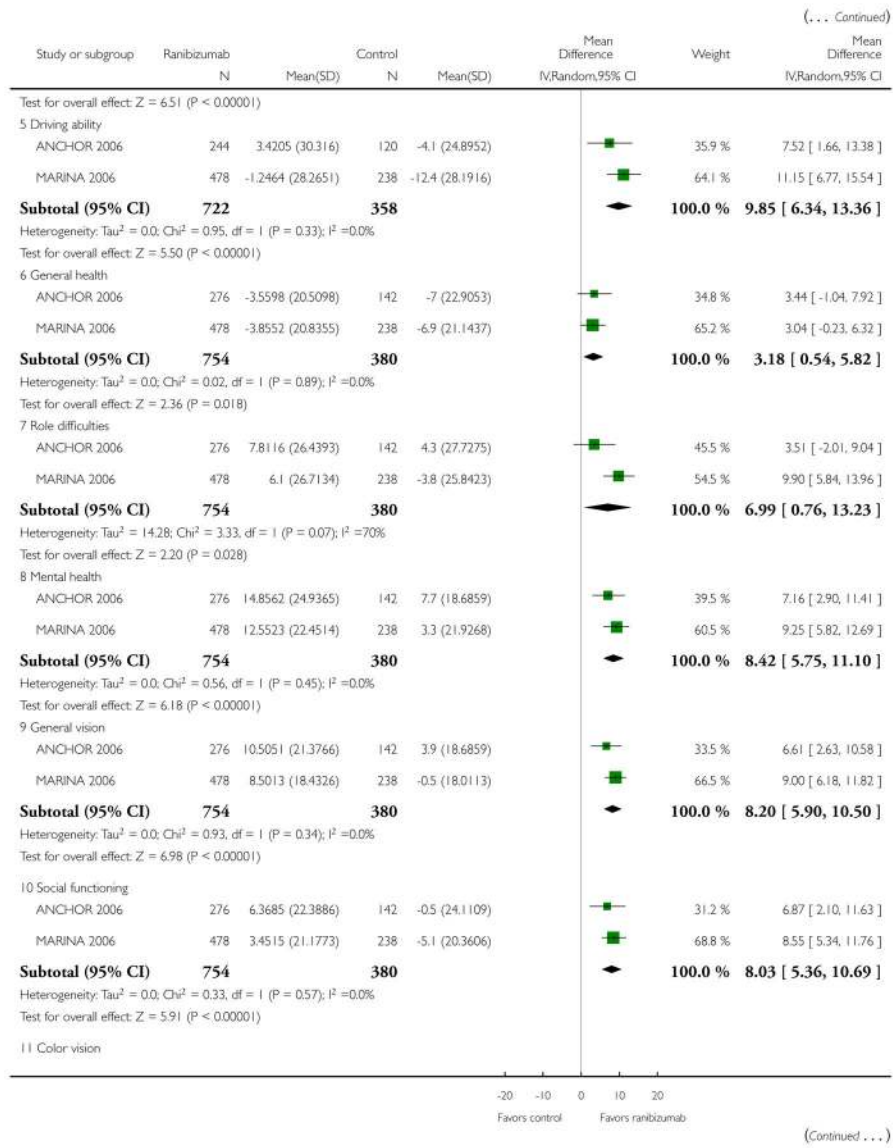 (... Continued)
Study or subgroup Ranibizumab Control Mean Difference Weight Mean Difference
N Mean(SD) N Mean(SD) IV,Random,95% CI IV,Random,95% CI
Test for overall effect: Z = 6.51 (P < 0.00001)
5 Driving ability
ANCHOR 2006 244 3.4205 (30.316) 120 -4.1 (24.8952) 35.9 % 7.52 [ 1.66, 13.38 ]
MARINA 2006 478 -1.2464 (28.2651) 238 -12.4 (28.1916) 64.1 % 11.15 [ 6.77, 15.54 ]
Subtotal (95% CI) 722 358 100.0 % 9.85 [ 6.34, 13.36 ]
Heterogeneity: Tau² = 0.0; Chi² = 0.95, df = 1 (P = 0.33); I² =0.0%
Test for overall effect: Z = 5.50 (P < 0.00001)
6 General health
ANCHOR 2006 276 -3.5598 (20.5098) 142 -7 (22.9053) 34.8 % 3.44 [ -1.04, 7.92 ]
MARINA 2006 478 -3.8552 (20.8355) 238 -6.9 (21.1437) 65.2 % 3.04 [ -0.23, 6.32 ]
Subtotal (95% CI) 754 380 100.0 % 3.18 [ 0.54, 5.82 ]
Heterogeneity: Tau² = 0.0; Chi² = 0.02, df = 1 (P = 0.89); I² =0.0%
Test for overall effect: Z = 2.36 (P = 0.018)
7 Role difficulties
ANCHOR 2006 276 7.8116 (26.4393) 142 4.3 (27.7275) 45.5 % 3.51 [ -2.01, 9.04 ]
MARINA 2006 478 6.1 (26.7134) 238 -3.8 (25.8423) 54.5 % 9.90 [ 5.84, 13.96 ]
Subtotal (95% CI) 754 380 100.0 % 6.99 [ 0.76, 13.23 ]
Heterogeneity: Tau² = 14.28; Chi² = 3.33, df = 1 (P = 0.07); I² =70%
Test for overall effect: Z = 2.20 (P = 0.028)
8 Mental health
ANCHOR 2006 276 14.8562 (24.9365) 142 7.7 (18.6859) 39.5 % 7.16 [ 2.90, 11.41 ]
MARINA 2006 478 12.5523 (22.4514) 238 3.3 (21.9268) 60.5 % 9.25 [ 5.82, 12.69 ]
Subtotal (95% CI) 754 380 100.0 % 8.42 [ 5.75, 11.10 ]
Heterogeneity: Tau² = 0.0; Chi² = 0.56, df = 1 (P = 0.45); I² =0.0%
Test for overall effect: Z = 6.18 (P < 0.00001)
9 General vision
ANCHOR 2006 276 10.5051 (21.3766) 142 3.9 (18.6859) 33.5 % 6.61 [ 2.63, 10.58 ]
MARINA 2006 478 8.5013 (18.4326) 238 -0.5 (18.0113) 66.5 % 9.00 [ 6.18, 11.82 ]
Subtotal (95% CI) 754 380 100.0 % 8.20 [ 5.90, 10.50 ]
Heterogeneity: Tau² = 0.0; Chi² = 0.93, df = 1 (P = 0.34); I² =0.0%
Test for overall effect: Z = 6.98 (P < 0.00001)
10 Social functioning
ANCHOR 2006 276 6.3685 (22.3886) 142 -0.5 (24.1109) 31.2 % 6.87 [ 2.10, 11.63 ]
MARINA 2006 478 3.4515 (21.1773) 238 -5.1 (20.3606) 68.8 % 8.55 [ 5.34, 11.76 ]
Subtotal (95% CI) 754 380 100.0 % 8.03 [ 5.36, 10.69 ]
Heterogeneity: Tau² = 0.0; Chi² = 0.33, df = 1 (P = 0.57); I² =0.0%
Test for overall effect: Z = 5.91 (P < 0.00001)
11 Color vision
-20 -10 0 10 20
Favors control Favors ranibizumab
(Continued ... )